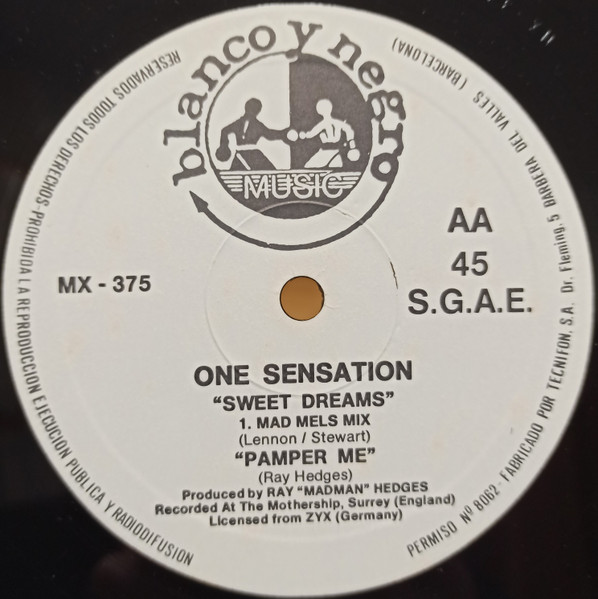 blanco y negro
MUSIC
MX - 375
AA
45
S.G.A.E.
ONE SENSATION
“SWEET DREAMS”
1. MAD MELS MIX
(Lennon / Stewart)
“PAMPER ME”
(Ray Hedges)
Produced by RAY “MADMAN” HEDGES
Recorded At The Mothership, Surrey (England)
Licensed from ZYX (Germany)
RESERVADOS TODOS LOS DERECHOS-PROHIBIDA LA REPRODUCCION EJECUCION PUBLICA Y RADIODIFUSION
PERMISO Nº 8062-FABRICADO POR TECNIFON, S.A. Dr. Fleming, 5 BARBERA DEL VALLES (BARCELONA)